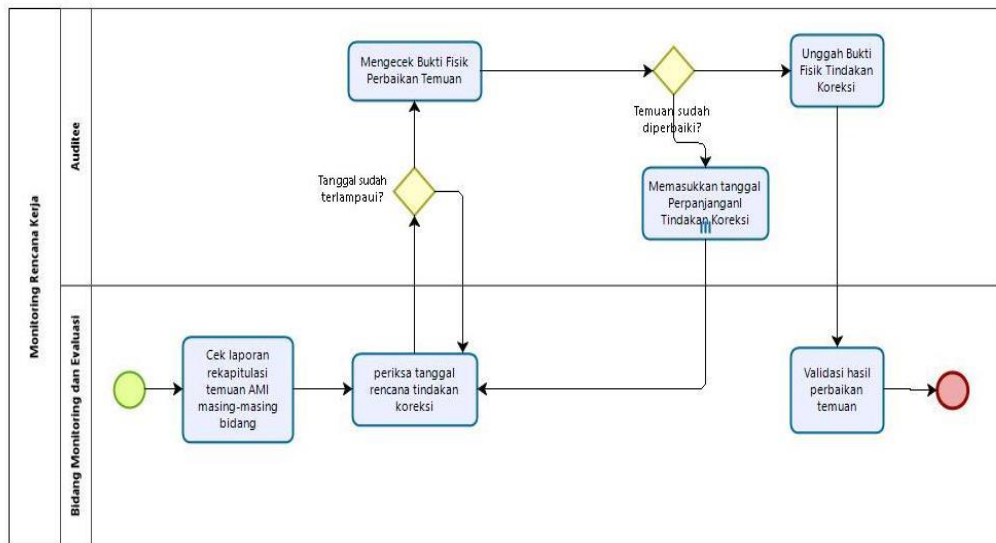 Monitoring Rencana Kerja
Auditee
Mengecek Bukti Fisik
Perbaikan Temuan
Temuan sudah
diperbaiki?
Unggah Bukti
Fisik Tindakan
Koreksi
Tanggal sudah
terlampaui?
Memasukkan tanggal
PerpanjanganI
Tindakan Koreksi
Bidang Monitoring dan Evaluasi
Cek laporan
rekapitulasi
temuan AMI
masing-masing
bidang
periksa tanggal
rencana tindakan
koreksi
Validasi hasil
perbaikan
temuan